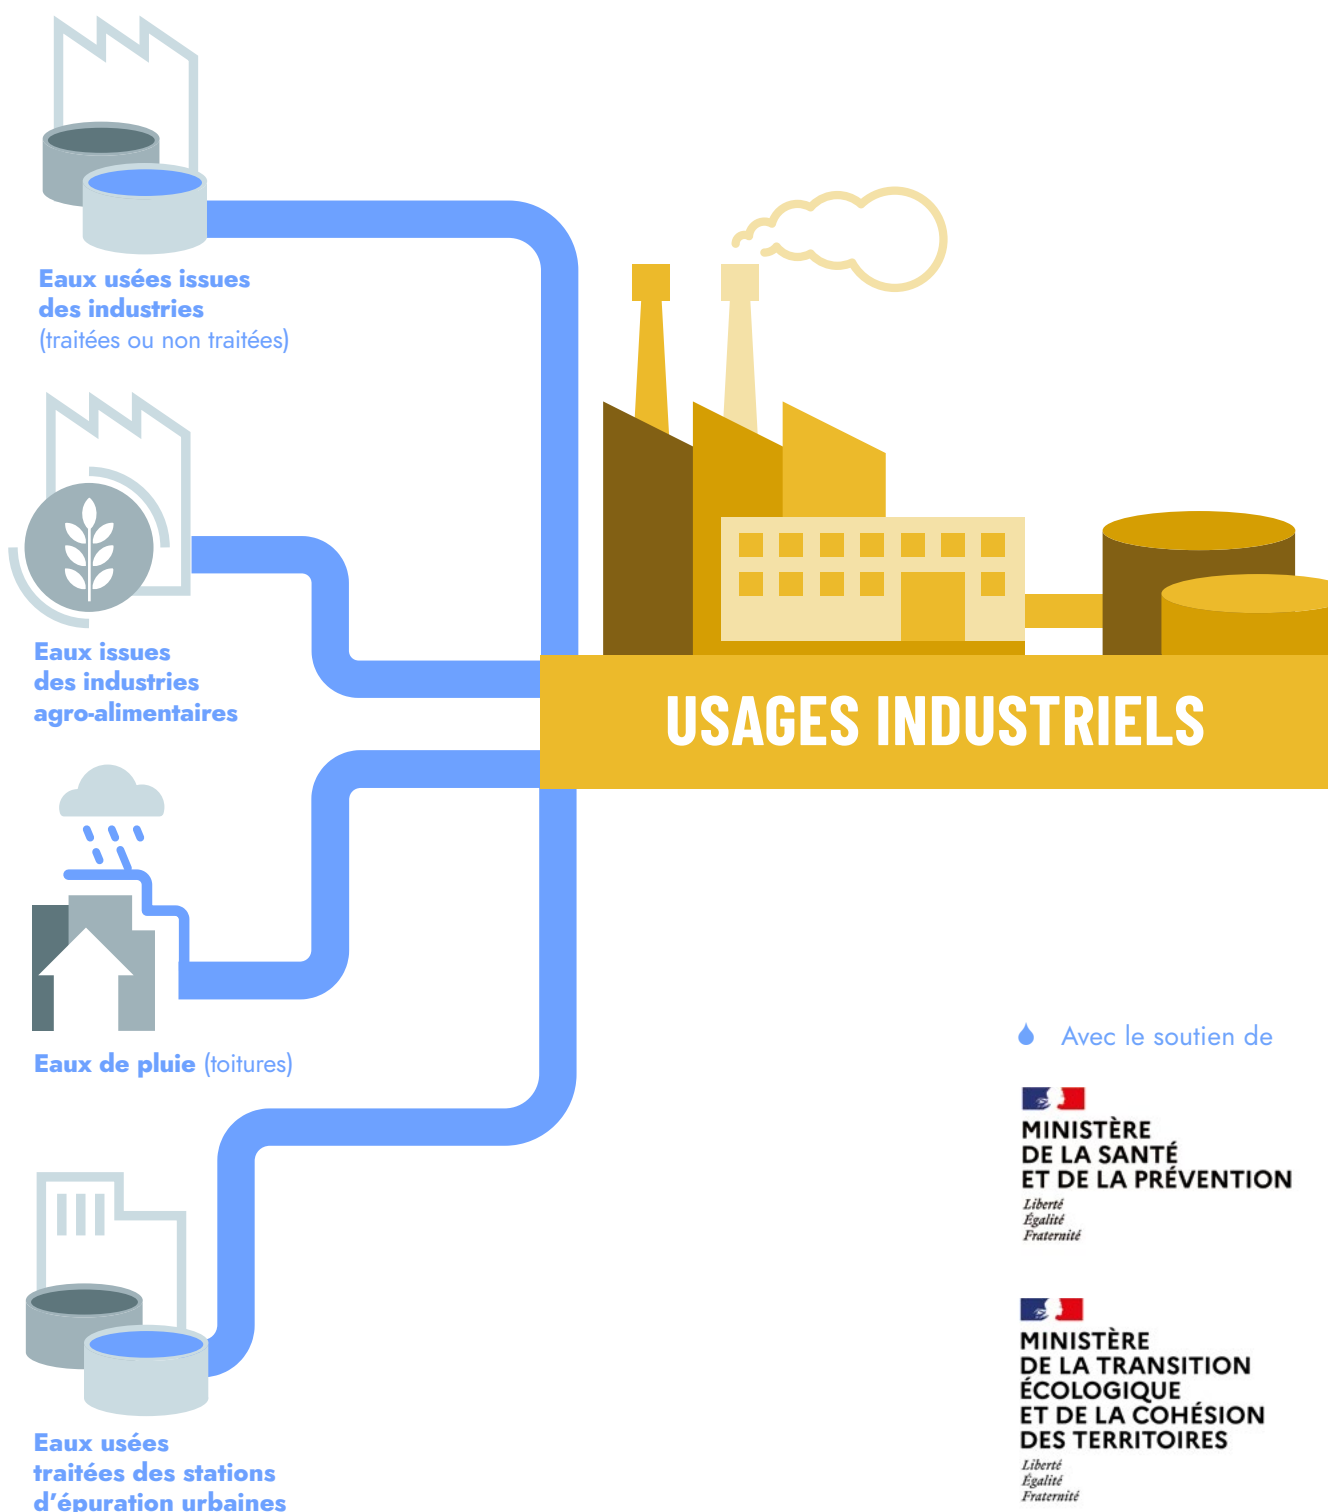 Eaux usées issues
des industries
(traitées ou non traitées)
Eaux issues
des industries
agro-alimentaires
USAGES INDUSTRIELS
Eaux de pluie (toitures)
Eaux usées
traitées des stations
d'épuration urbaines
Avec le soutien de
MINISTÈRE
DE LA SANTÉ
ET DE LA PRÉVENTION
Liberté
Égalité
Fraternité
MINISTÈRE
DE LA TRANSITION
ÉCOLOGIQUE
ET DE LA COHÉSION
DES TERRITOIRES
Liberté
Égalité
Fraternité